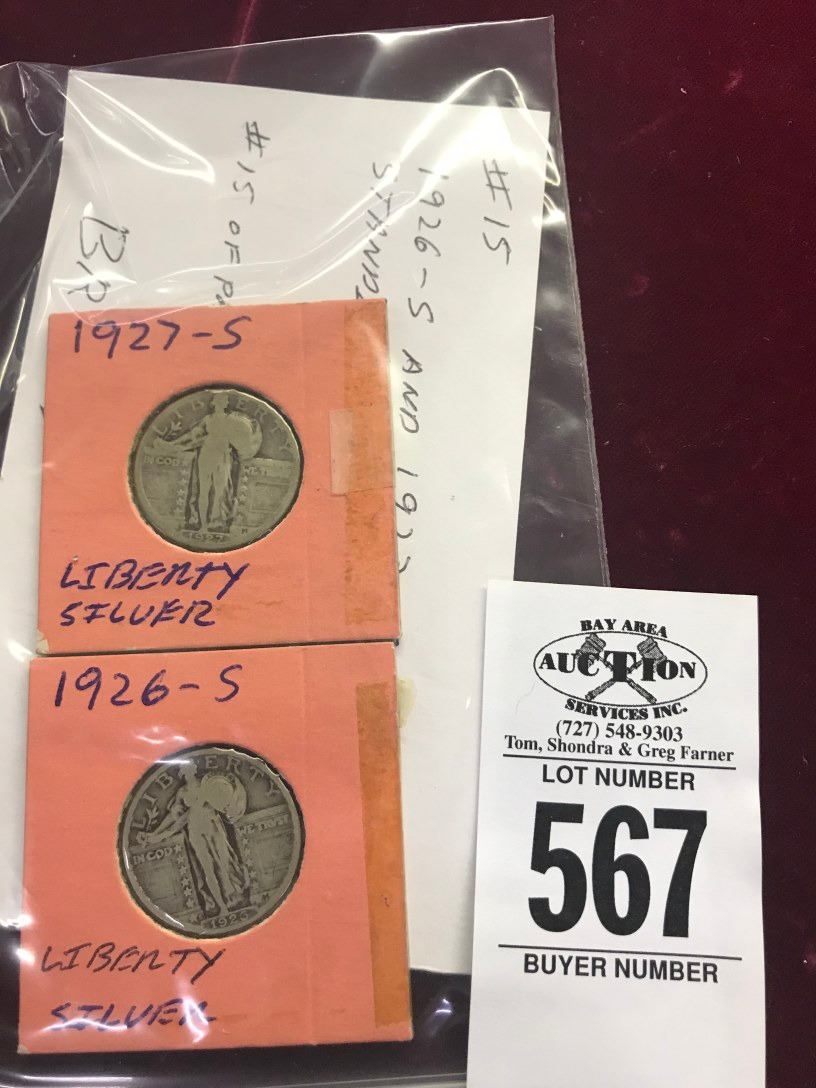 #15
1926-S AND
#15 OF
1927-S
LIBERTY
IN GOD WE TRUST
1927
LIBERTY
SILVER
1926-S
LIBERTY
IN GOD WE TRUST
1926
LIBERTY
SILVER
BAY AREA
AUCTION
SERVICES INC.
(727) 548-9303
Tom, Shondra & Greg Farner
LOT NUMBER
567
BUYER NUMBER